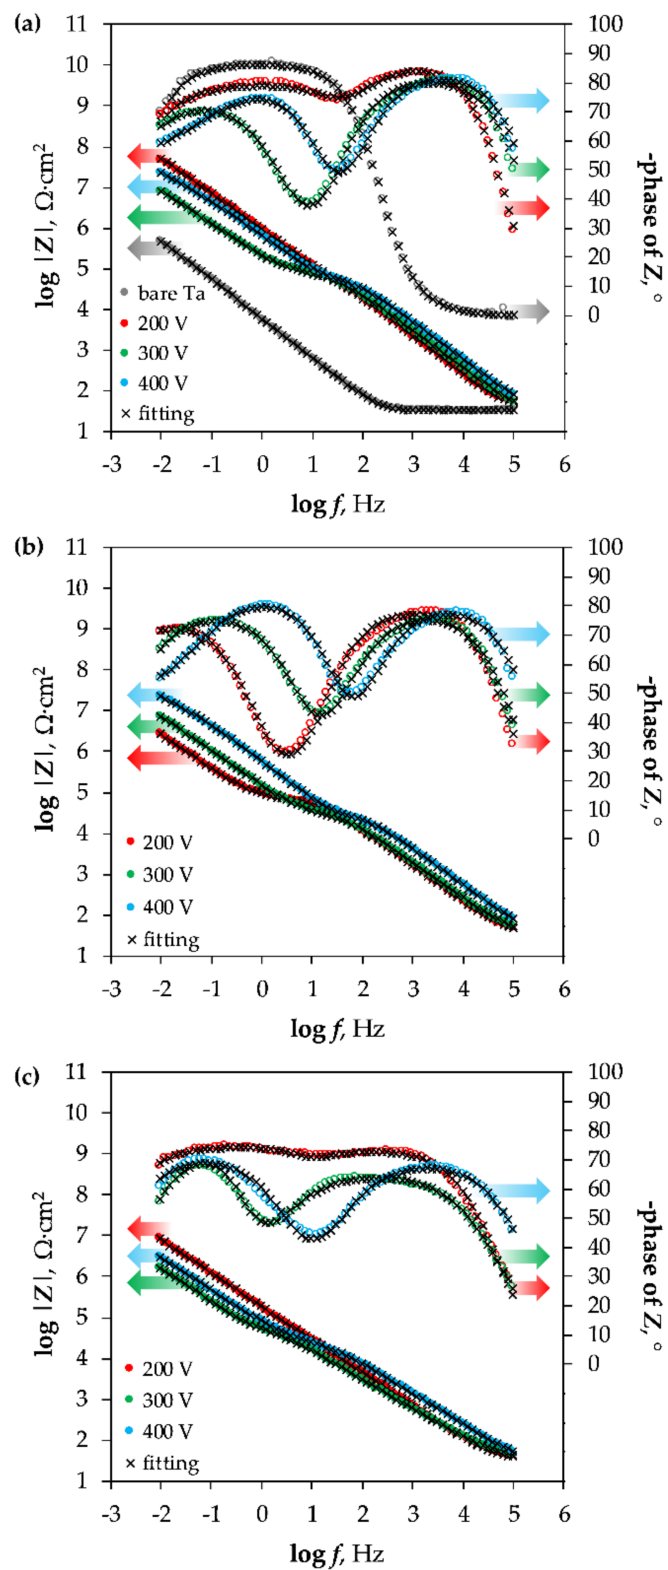 (a)
11
10
9
8
7
6
5
4
3
2
1
log |Z|, Ω·cm2
100
90
80
70
60
50
40
30
20
10
0
-phase of Z, °
bare Ta
200 V
300 V
400 V
fitting
-3 -2 -1 0 1 2 3 4 5 6
log f, Hz
(b)
11
10
9
8
7
6
5
4
3
2
1
log |Z|, Ω·cm2
100
90
80
70
60
50
40
30
20
10
0
-phase of Z, °
200 V
300 V
400 V
fitting
-3 -2 -1 0 1 2 3 4 5 6
log f, Hz
(c)
11
10
9
8
7
6
5
4
3
2
1
log |Z|, Ω·cm2
100
90
80
70
60
50
40
30
20
10
0
-phase of Z, °
200 V
300 V
400 V
fitting
-3 -2 -1 0 1 2 3 4 5 6
log f, Hz